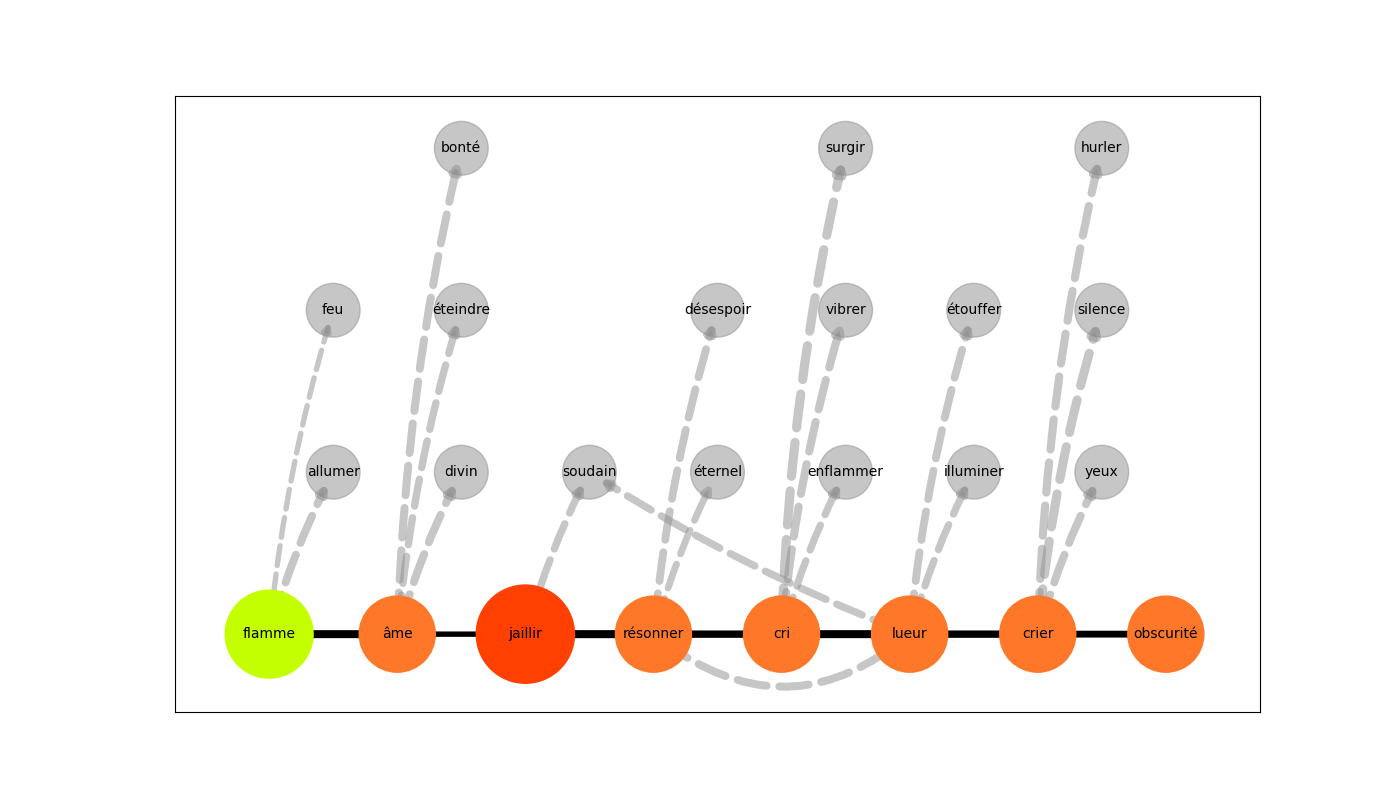 bonté
surgir
hurler
feu
éteindre
désespoir
vibrer
étouffer
silence
allumer
divin
soudain
éternel
enflammer
illuminer
yeux
flamme
âme
jaillir
résonner
cri
lueur
crier
obscurité